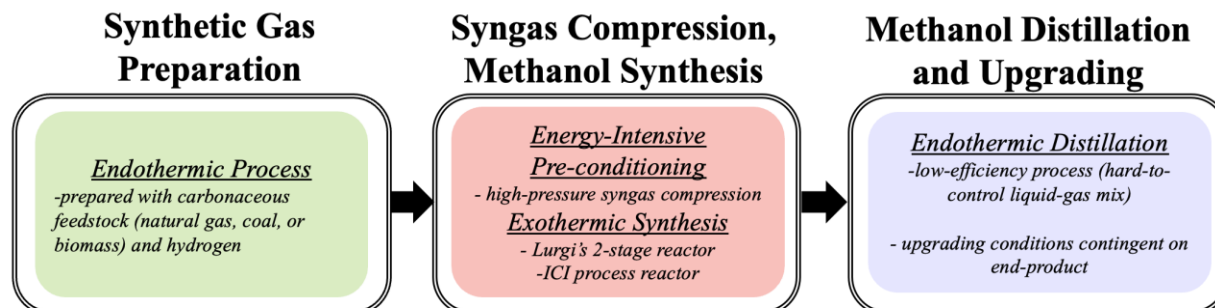 Synthetic Gas
Preparation
Endothermic Process
-prepared with carbonaceous
feedstock (natural gas, coal, or
biomass) and hydrogen
Syngas Compression,
Methanol Synthesis
Energy-Intensive
Pre-conditioning
- high-pressure syngas compression
Exothermic Synthesis
- Lurgi's 2-stage reactor
-ICI process reactor
Methanol Distillation
and Upgrading
Endothermic Distillation
-low-efficiency process (hard-to-
control liquid-gas mix)
- upgrading conditions contingent on
end-product